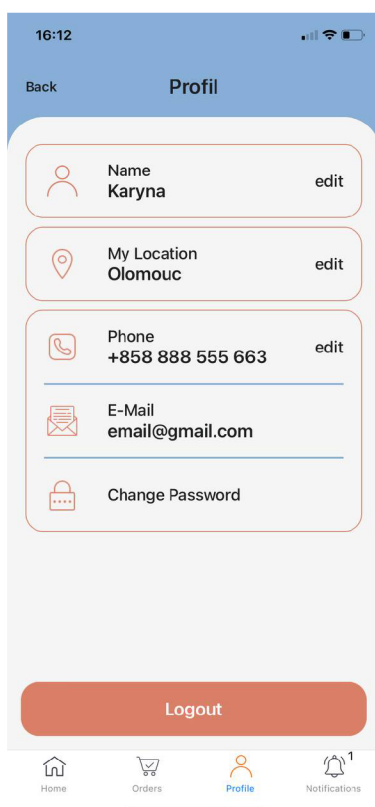 16:12
Back Profil
Name
Karyna
edit
My Location
Olomouc
edit
Phone
+858 888 555 663
edit
E-Mail
email@gmail.com
Change Password
Logout
1
Home Orders Profile Notifications